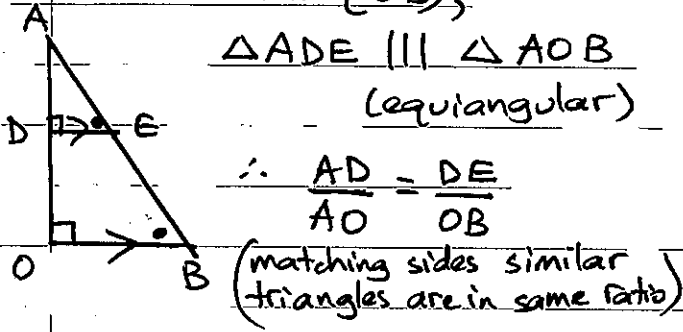 A
△ADE ||| △AOB
(equiangular)
D E
∴ AD/AO = DE/OB
O B
(matching sides similar
triangles are in same ratio)